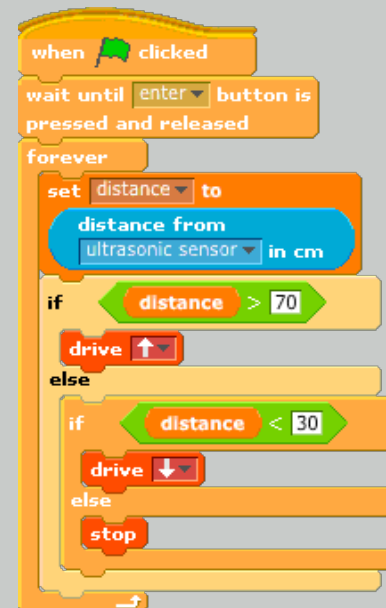 when clicked
wait until enter button is
pressed and released
forever
set distance to
distance from
ultrasonic sensor in cm
if distance > 70
drive
else
if distance < 30
drive
else
stop